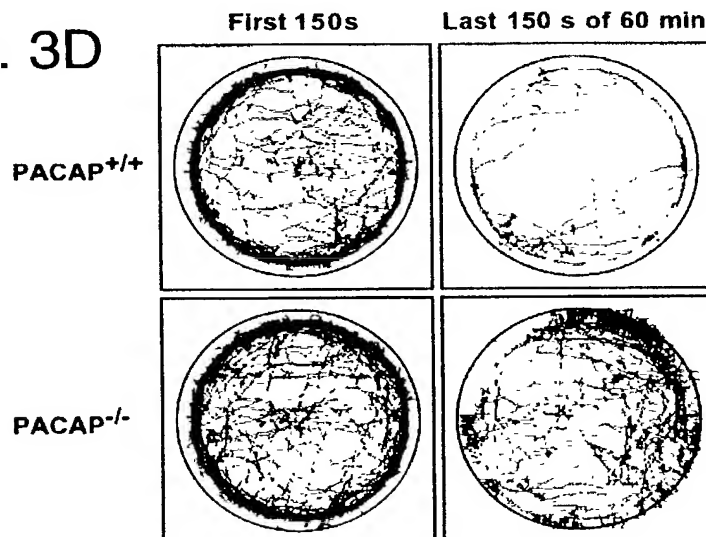 . 3D
First 150s
Last 150 s of 60 min
PACAP+/+
PACAP-/-